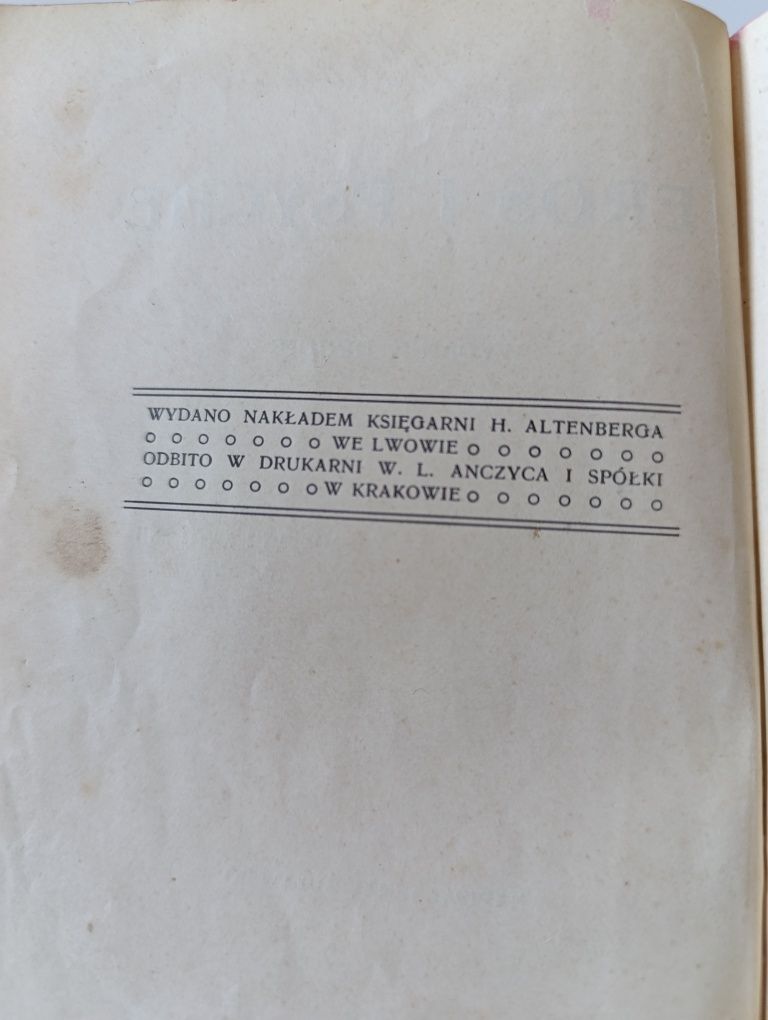 WYDANO NAKŁADEM KSIĘGARNI H. ALTENBERGA
o o o o o o o WE LWOWIE o o o o o o o
ODBITO W DRUKARNI W. L. ANCZYCA I SPÓŁKI
o o o o o o o W KRAKOWIE o o o o o o o